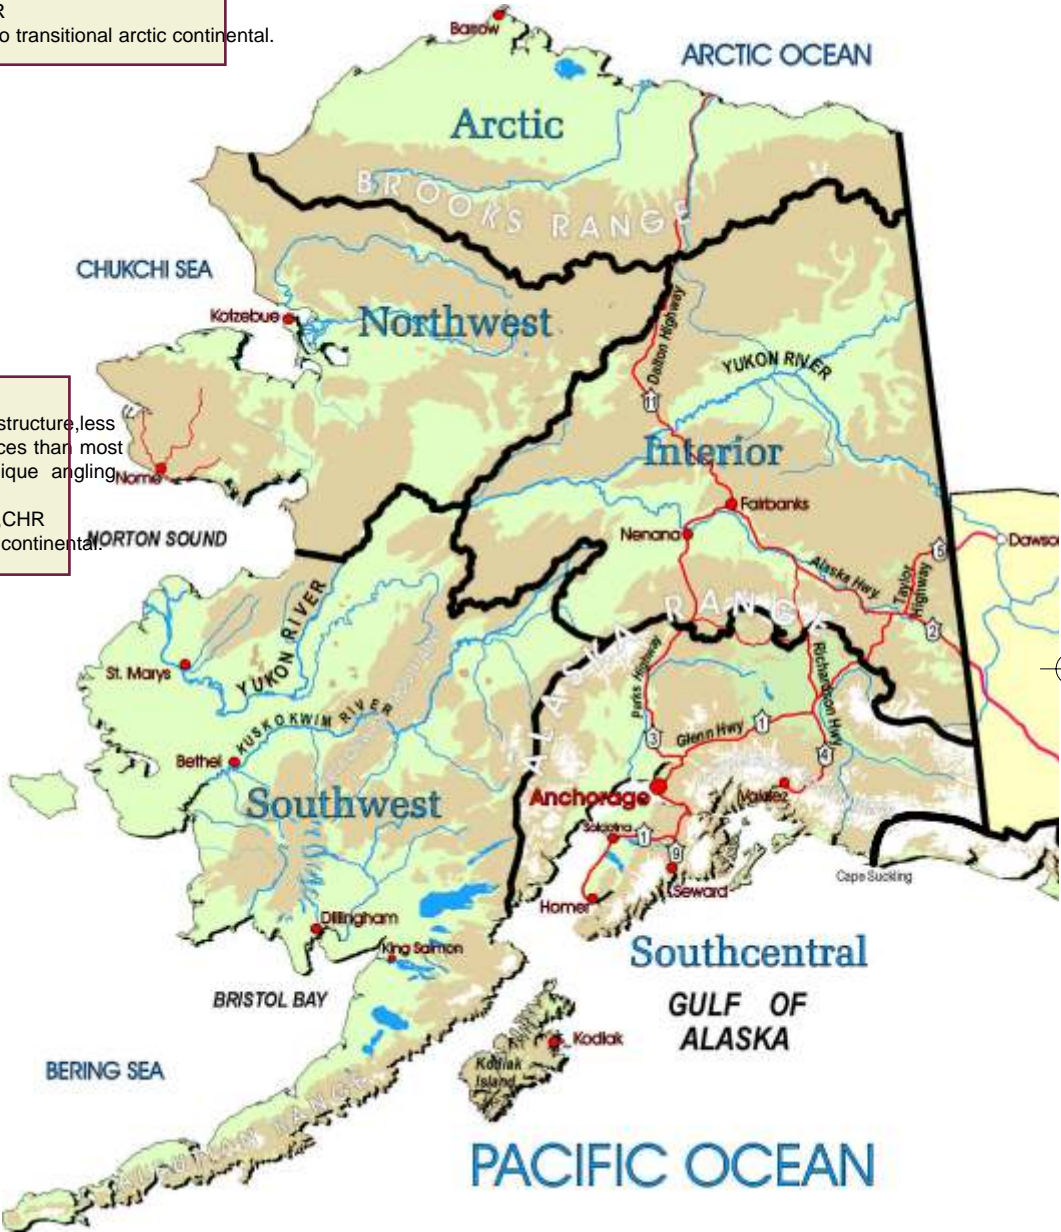 R
o transitional arctic continental.
Barrow
ARCTIC OCEAN
Arctic
BROOKS RANGE
CHUKCHI SEA
Kotzebue
Northwest
Dalton Highway
YUKON RIVER
11
structure,less
ces than most
ique angling
Nome
Interior
Fairbanks
,CHR
continental.
NORTON SOUND
Nenana
Dawson
Alaska Hwy
Taylor
Highway
5
2
ALASKA RANGE
YUKON RIVER
St. Marys
Parks Highway
Richardson Hwy
KUSKOKWIM RIVER
Bethel
3
Glenn Hwy
1
4
Southwest
Anchorage
Valdez
Soldotna
1
9
Cape Suckling
Seward
Homer
Dillingham
King Salmon
Southcentral
BRISTOL BAY
GULF OF
ALASKA
Kodiak
Kodiak
Island
BERING SEA
ALEUTIAN RANGE
PACIFIC OCEAN